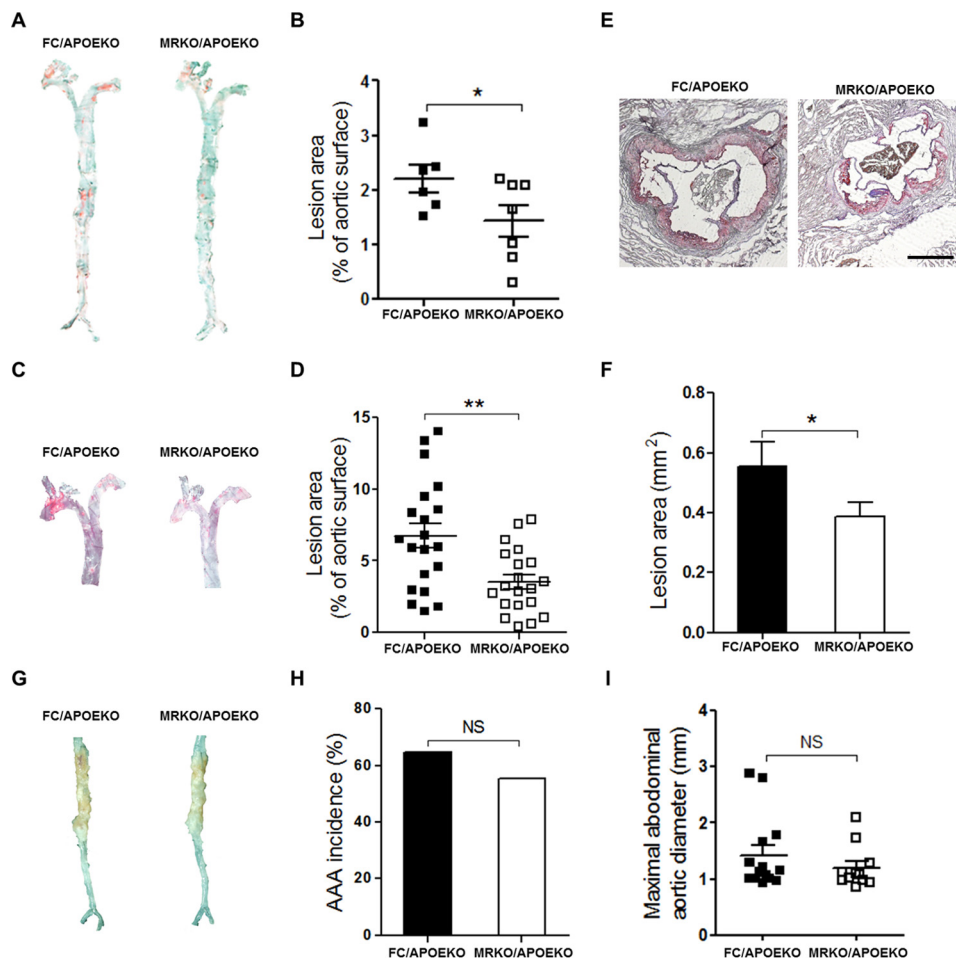 A
FC/APOEKO MRKO/APOEKO
B
Lesion area
(% of aortic surface)
4
3
2
1
0
*
FC/APOEKO MRKO/APOEKO
E
FC/APOEKO MRKO/APOEKO
C
FC/APOEKO MRKO/APOEKO
D
Lesion area
(% of aortic surface)
15
10
5
0
**
FC/APOEKO MRKO/APOEKO
F
Lesion area (mm²)
0.8
0.6
0.4
0.2
0.0
*
FC/APOEKO MRKO/APOEKO
G
FC/APOEKO MRKO/APOEKO
H
AAA incidence (%)
80
60
40
20
0
NS
FC/APOEKO MRKO/APOEKO
I
Maximal abodominal
aortic diameter (mm)
4
3
2
1
0
NS
FC/APOEKO MRKO/APOEKO